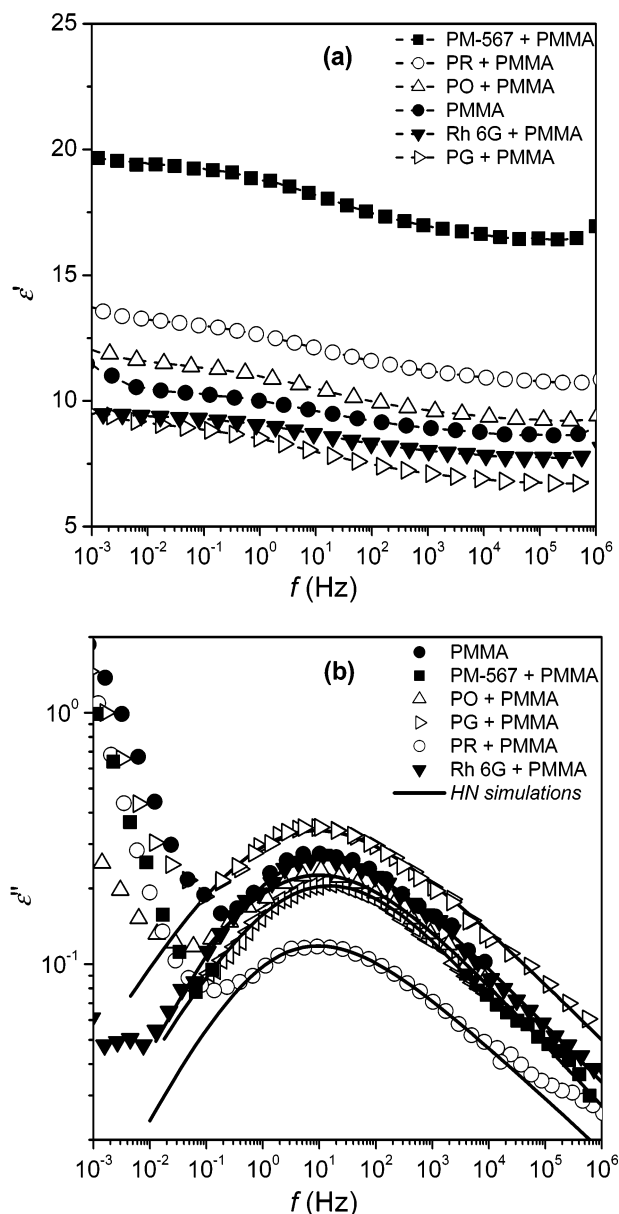 25
20
15
10
5
ε'
(a)
PM-567 + PMMA
PR + PMMA
PO + PMMA
PMMA
Rh 6G + PMMA
PG + PMMA
10⁻³ 10⁻² 10⁻¹ 10⁰ 10¹ 10² 10³ 10⁴ 10⁵ 10⁶
f (Hz)
10⁰
10⁻¹
ε''
(b)
PMMA
PM-567 + PMMA
PO + PMMA
PG + PMMA
PR + PMMA
Rh 6G + PMMA
HN simulations
10⁻³ 10⁻² 10⁻¹ 10⁰ 10¹ 10² 10³ 10⁴ 10⁵ 10⁶
f (Hz)